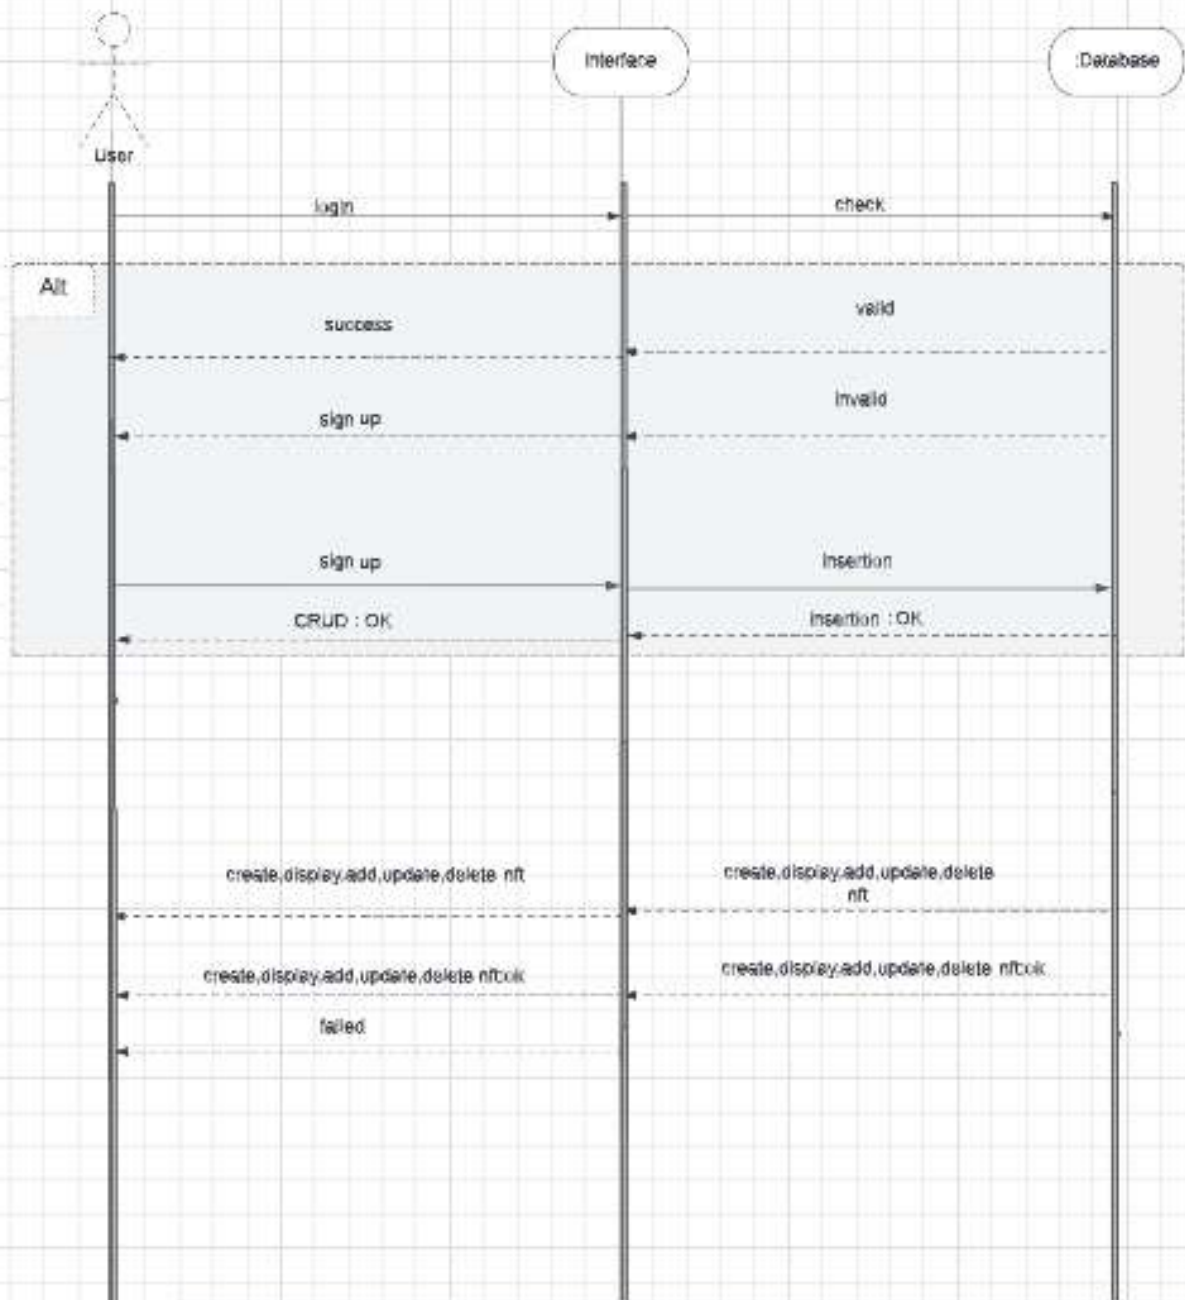 User
Interface
:Database
login
check
Alt
success
valid
sign up
invalid
sign up
insertion
CRUD : OK
insertion : OK
create,display,add,update,delete nft
create,display,add,update,delete
nft
create,display,add,update,delete nft:ok
create,display,add,update,delete nft:ok
failed